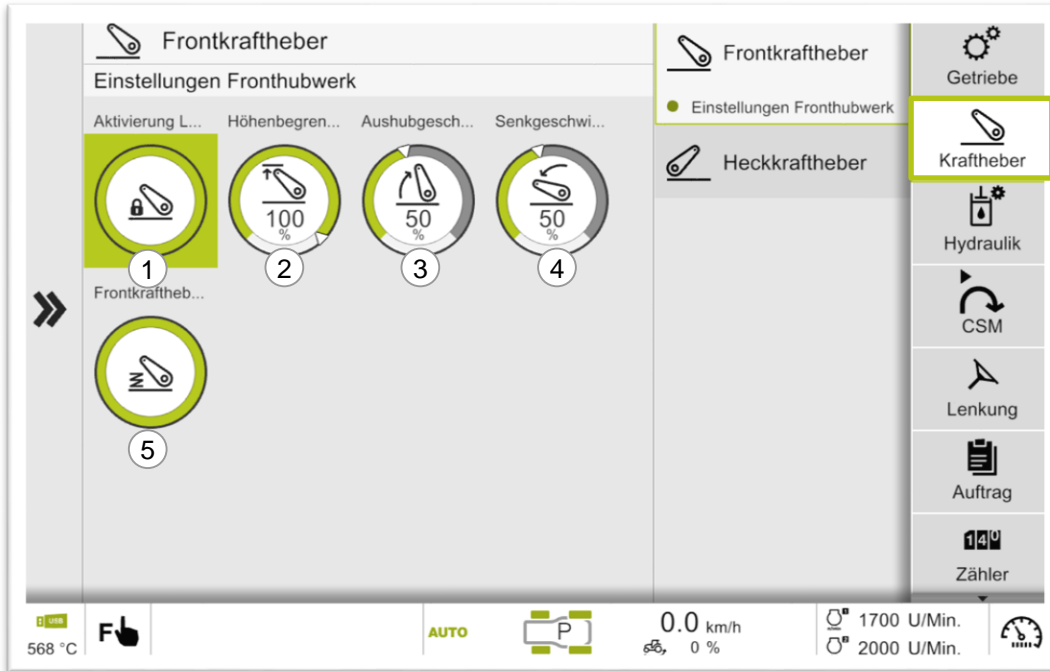 Frontkraftheber
Einstellungen Fronthubwerk
Aktivierung L...
Höhenbegren...
Aushubgesch...
Senkgeschwi...
100
%
50
%
50
%
1
2
3
4
Frontkraftheb...
5
Frontkraftheber
Einstellungen Fronthubwerk
Heckkraftheber
Getriebe
Kraftheber
Hydraulik
CSM
Lenkung
Auftrag
140
Zähler
USB
568 °C
F
AUTO
P
0.0 km/h
0 %
1700 U/Min.
2000 U/Min.